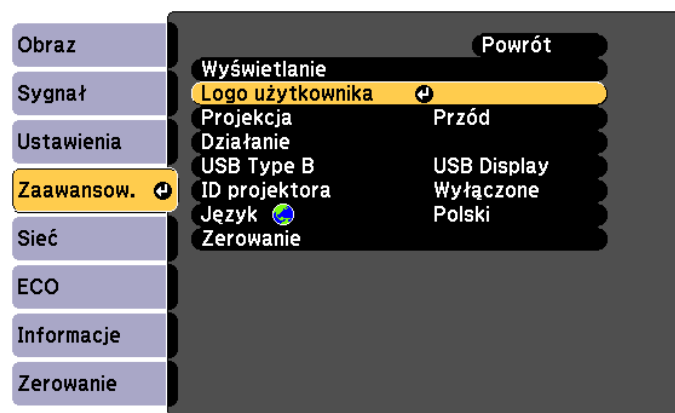 Obraz
Sygnał
Ustawienia
Zaawansow.
Sieć
ECO
Informacje
Zerowanie
Powrót
Wyświetlanie
Logo użytkownika
Projekcja Przód
Działanie
USB Type B USB Display
ID projektora Wyłączone
Język Polski
Zerowanie